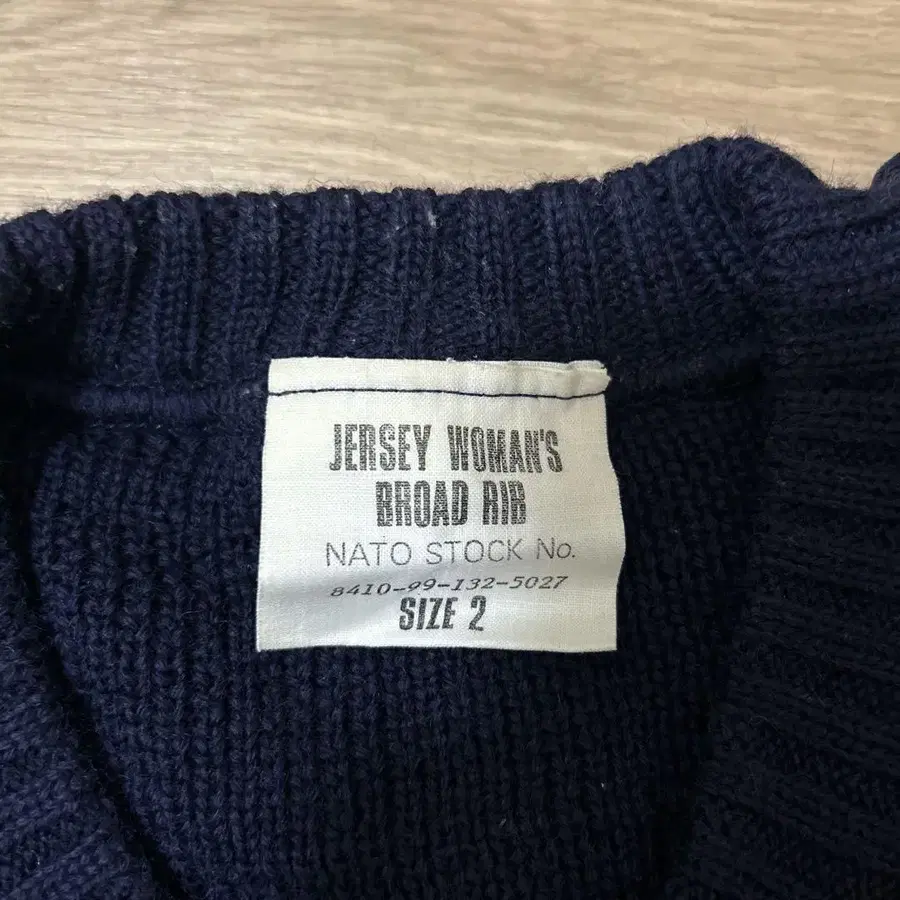 JERSEY WOMAN'S
BROAD RIB
NATO STOCK No.
8410-99-132-5027
SIZE 2